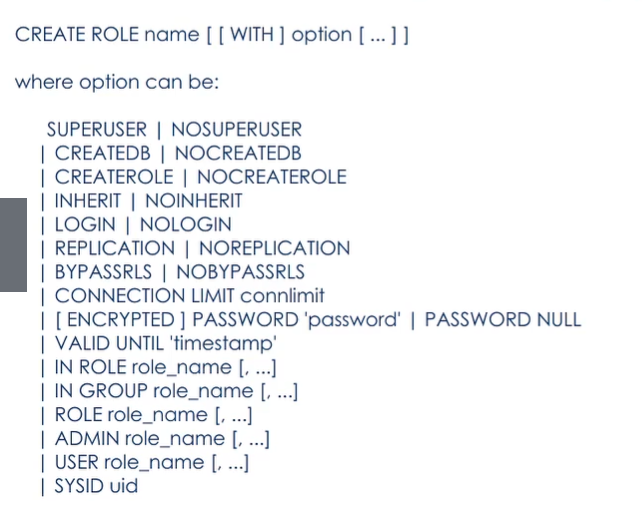 CREATE ROLE name [ [ WITH ] option [ ... ] ]
where option can be:
SUPERUSER | NOSUPERUSER
| CREATEDB | NOCREATEDB
| CREATEROLE | NOCREATEROLE
| INHERIT | NOINHERIT
| LOGIN | NOLOGIN
| REPLICATION | NOREPLICATION
| BYPASSRLS | NOBYPASSRLS
| CONNECTION LIMIT connlimit
| [ ENCRYPTED ] PASSWORD 'password' | PASSWORD NULL
| VALID UNTIL 'timestamp'
| IN ROLE role_name [, ...]
| IN GROUP role_name [, ...]
| ROLE role_name [, ...]
| ADMIN role_name [, ...]
| USER role_name [, ...]
| SYSID uid